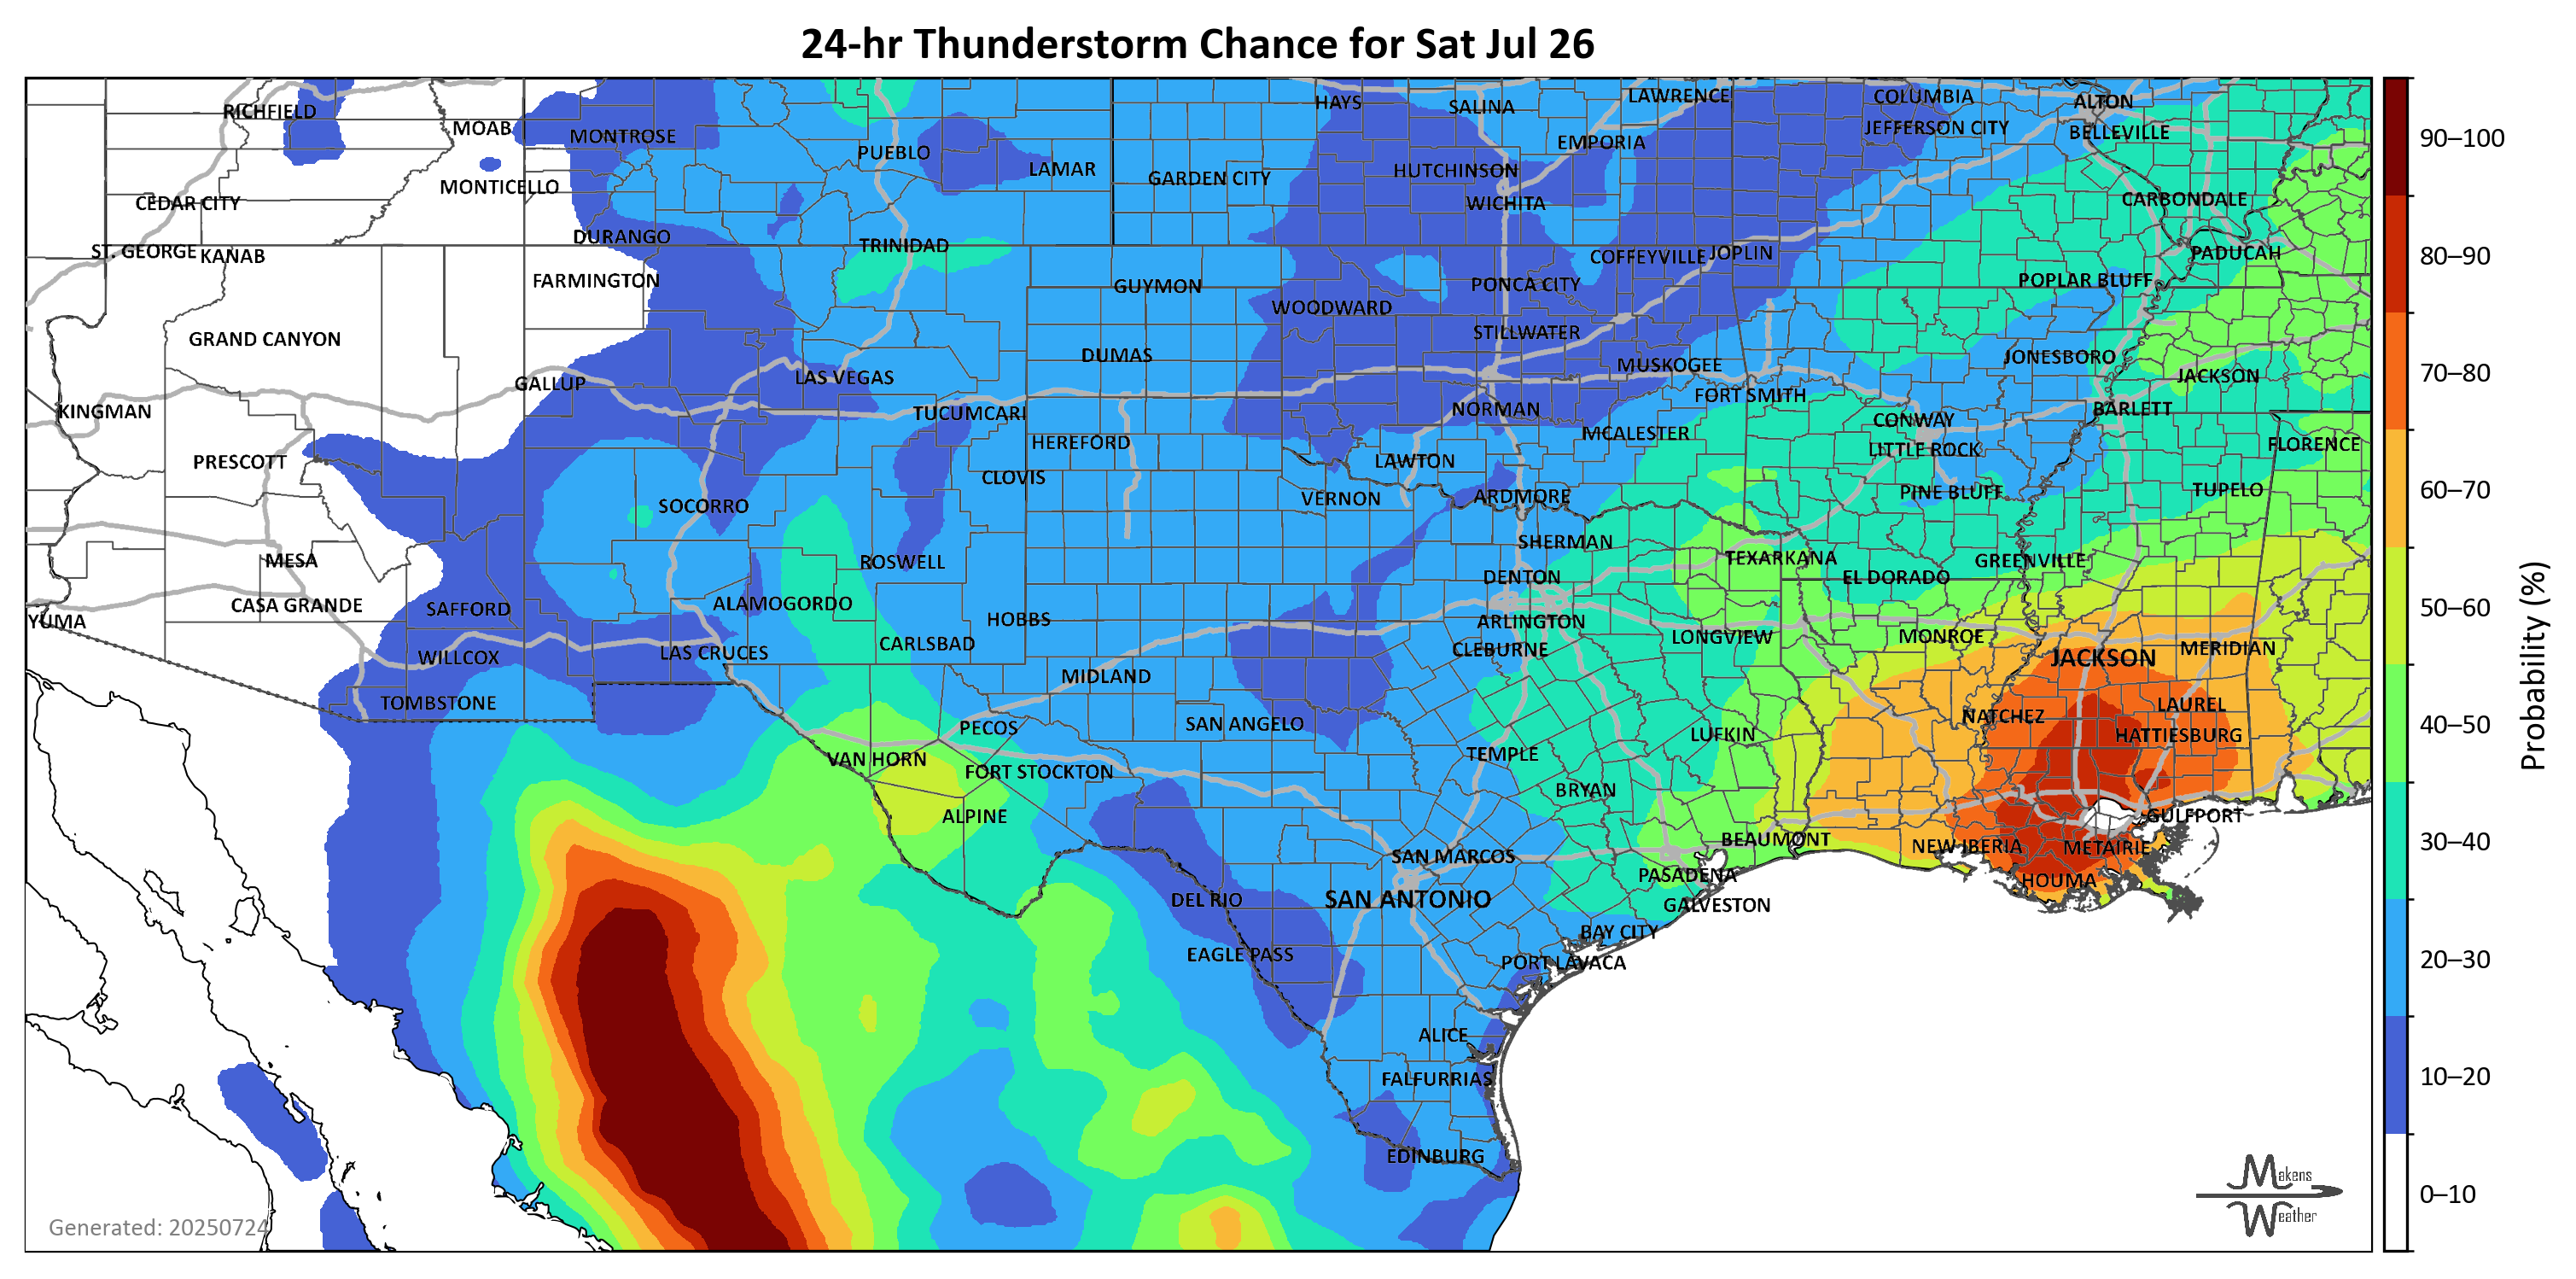 24-hr Thunderstorm Chance for Sat Jul 26
RICHFIELD
MOAB
MONTROSE
PUEBLO
LAMAR
HAYS
SALINA
LAWRENCE
COLUMBIA
ALTON
JEFFERSON CITY
BELLEVILLE
EMPORIA
90–100
MONTICELLO
GARDEN CITY
HUTCHINSON
CEDAR CITY
WICHITA
CARBONDALE
DURANGO
TRINIDAD
ST. GEORGE
KANAB
COFFEYVILLE
JOPLIN
PADUCAH
80–90
FARMINGTON
GUYMON
PONCA CITY
POPLAR BLUFF
WOODWARD
GRAND CANYON
STILLWATER
DUMAS
MUSKOGEE
JONESBORO
70–80
GALLUP
LAS VEGAS
JACKSON
FORT SMITH
KINGMAN
TUCUMCARI
NORMAN
BARLETT
CONWAY
HEREFORD
MCALESTER
LITTLE ROCK
FLORENCE
PRESCOTT
CLOVIS
LAWTON
SOCORRO
VERNON
ARDMORE
PINE BLUFF
TUPELO
60–70
SHERMAN
MESA
ROSWELL
TEXARKANA
GREENVILLE
DENTON
EL DORADO
CASA GRANDE
SAFFORD
ALAMOGORDO
50–60
YUMA
HOBBS
ARLINGTON
LONGVIEW
MONROE
WILLCOX
LAS CRUCES
CARLSBAD
CLEBURNE
JACKSON
MERIDIAN
Probability (%)
TOMBSTONE
MIDLAND
PECOS
SAN ANGELO
NATCHEZ
LAUREL
40–50
LUFKIN
HATTIESBURG
VAN HORN
FORT STOCKTON
TEMPLE
BRYAN
ALPINE
GULFPORT
BEAUMONT
30–40
SAN MARCOS
NEW IBERIA
METAIRIE
PASADENA
HOUMA
DEL RIO
SAN ANTONIO
GALVESTON
BAY CITY
EAGLE PASS
PORT LAVACA
20–30
ALICE
FALFURRIAS
10–20
EDINBURG
Makens
Weather
0–10
Generated: 20250724